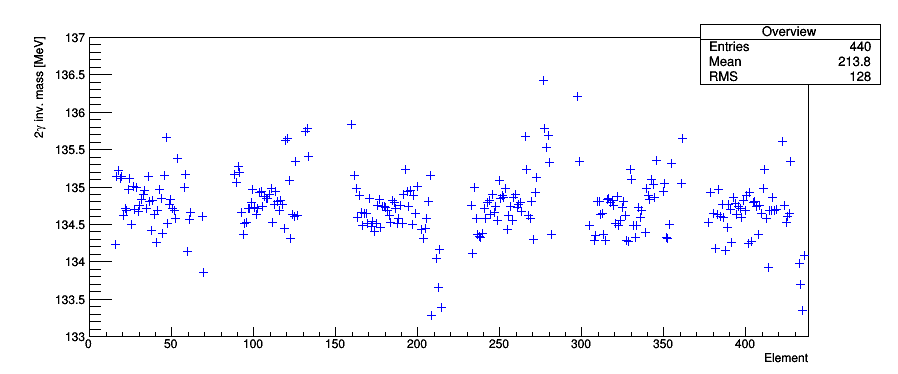 Overview
Entries 440
Mean 213.8
RMS 128
2γ inv. mass [MeV]
137
136.5
136
135.5
135
134.5
134
133.5
133
0 50 100 150 200 250 300 350 400
Element